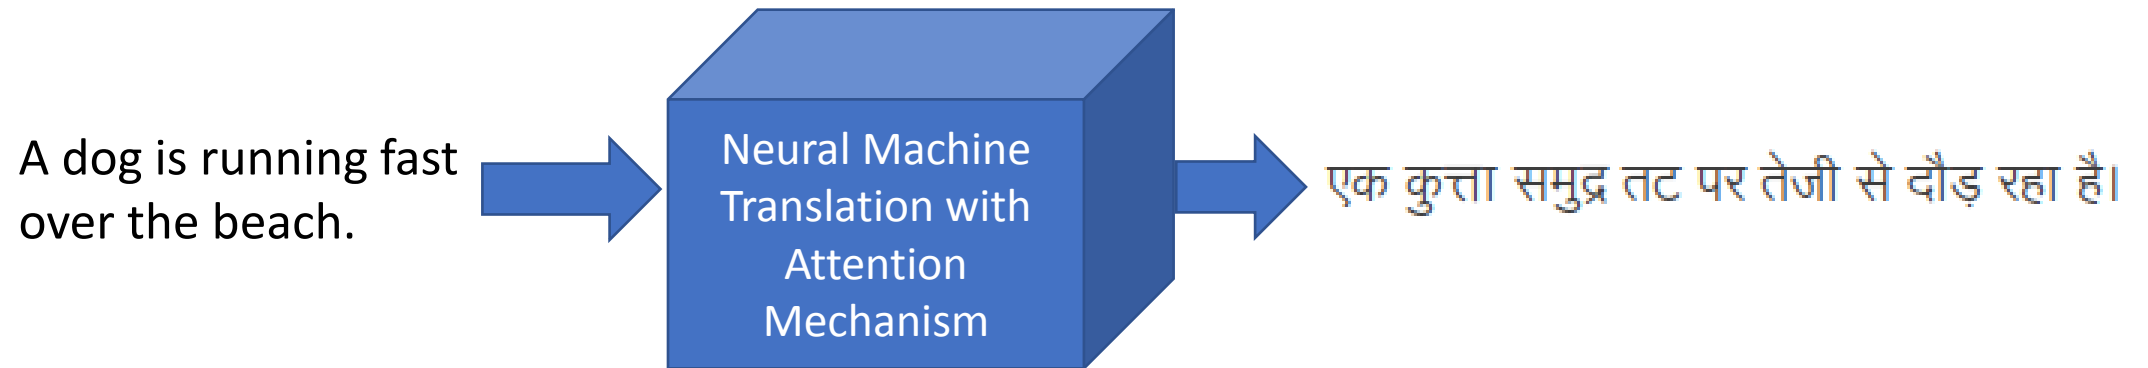 A dog is running fast
over the beach.
Neural Machine
Translation with
Attention
Mechanism
एक कुत्ता समुद्र तट पर तेजी से दौड़ रहा है।